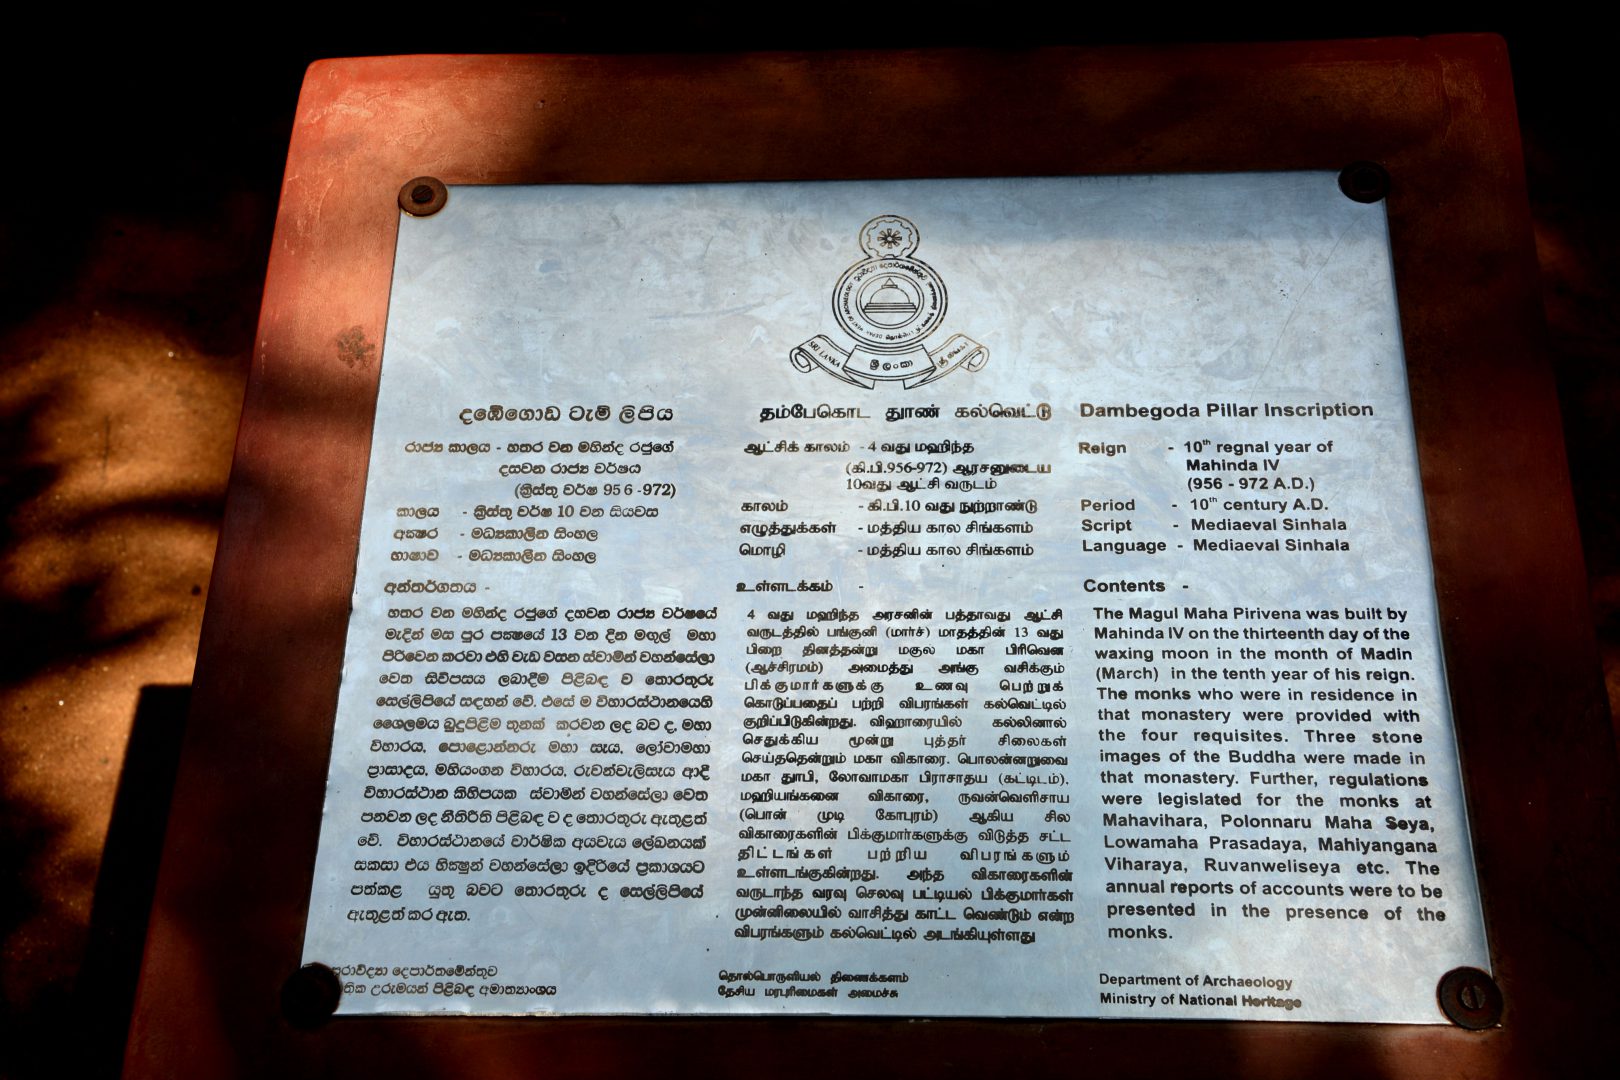 SRI LANKA
ශ්‍රී ලංකා
දඹේගොඩ ටැම් ලිපිය
රාජ්‍ය කාලය - හතර වන මහින්ද රජුගේ
දසවන රාජ්‍ය වර්ෂය
(ක්‍රිස්තු වර්ෂ 956 -972)
කාලය - ක්‍රිස්තු වර්ෂ 10 වන සියවස
අක්‍ෂර - මධ්‍යකාලීන සිංහල
භාෂාව - මධ්‍යකාලීන සිංහල
අන්තර්ගතය -
හතර වන මහින්ද රජුගේ දහවන රාජ්‍ය වර්ෂයේ
මැදින් මස පුර පක්‍ෂයේ 13 වන දින මගුල් මහා
පිරිවෙන කරවා එහි වැඩ වසන ස්වාමින් වහන්සේලා
වෙත සිව්පසය ලබාදීම පිළිබඳ ව තොරතුරු
සෙල්ලිපියේ සඳහන් වේ. එසේ ම විහාරස්ථානයෙහි
ශෛලමය බුදුපිළිම තුනක් කරවන ලද බව ද, මහා
විහාරය, පොළොන්නරු මහා සෑය, ලෝවාමහා
ප්‍රාසාදය, මහියංගන විහාරය, රුවන්වැලිසෑය ආදී
විහාරස්ථාන කිහිපයක ස්වාමින් වහන්සේලා වෙත
පනවන ලද නීතිරීති පිළිබඳ ව ද තොරතුරු ඇතුළත්
වේ. විහාරස්ථානයේ වාර්ෂික අයවැය ලේඛනයක්
සකසා එය භික්‍ෂුන් වහන්සේලා ඉදිරියේ ප්‍රකාශයට
පත්කළ යුතු බවට තොරතුරු ද සෙල්ලිපියේ
ඇතුළත් කර ඇත.
පුරාවිද්‍යා දෙපාර්තමේන්තුව
උරුමයන් පිළිබඳ අමාත්‍යාංශය
தம்பேகொட தூண் கல்வெட்டு
ஆட்சிக் காலம் - 4 வது மஹிந்த
(கி.பி.956-972) ஆரசனுடைய
10வது ஆட்சி வருடம்
காலம் - கி.பி.10 வது நூற்றாண்டு
எழுத்துக்கள் - மத்திய கால சிங்களம்
மொழி - மத்திய கால சிங்களம்
உள்ளடக்கம் -
4 வது மஹிந்த அரசனின் பத்தாவது ஆட்சி
வருடத்தில் பங்குனி (மார்ச்) மாதத்தின் 13 வது
பிறை தினத்தன்று மகுல மகா பிரிவென
(ஆச்சிரமம்) அமைத்து அங்கு வசிக்கும்
பிக்குமார்களுக்கு உணவு பெற்றுக்
கொடுப்பதைப் பற்றி விபரங்கள் கல்வெட்டில்
குறிப்பிடுகின்றது. விஹாரையில் கல்லினால்
செதுக்கிய மூன்று புத்தர் சிலைகள்
செய்ததென்றும் மகா விகாரை. பொலன்னறுவை
மகா தூபி, லோவாமகா பிராசாதய (கட்டிடம்),
மஹியங்கனை விகாரை, ருவன்வெளிசாய
(பொன் முடி கோபுரம்) ஆகிய சில
விகாரைகளின் பிக்குமார்களுக்கு விடுத்த சட்ட
திட்டங்கள் பற்றிய விபரங்களும்
உள்ளடங்குகின்றது. அந்த விகாரைகளின்
வருடாந்த வரவு செலவு பட்டியல் பிக்குமார்கள்
முன்னிலையில் வாசித்து காட்ட வெண்டும் என்ற
விபரங்களும் கல்வெட்டில் அடங்கியுள்ளது
தொல்பொருளியல் திணைக்களம்
தேசிய மரபுரிமைகள் அமைச்சு
Dambegoda Pillar Inscription
Reign - 10th regnal year of
Mahinda IV
(956 - 972 A.D.)
Period - 10th century A.D.
Script - Mediaeval Sinhala
Language - Mediaeval Sinhala
Contents -
The Magul Maha Pirivena was built by
Mahinda IV on the thirteenth day of the
waxing moon in the month of Madin
(March) in the tenth year of his reign.
The monks who were in residence in
that monastery were provided with
the four requisites. Three stone
images of the Buddha were made in
that monastery. Further, regulations
were legislated for the monks at
Mahavihara, Polonnaru Maha Seya,
Lowamaha Prasadaya, Mahiyangana
Viharaya, Ruvanweliseya etc. The
annual reports of accounts were to be
presented in the presence of the
monks.
Department of Archaeology
Ministry of National Heritage